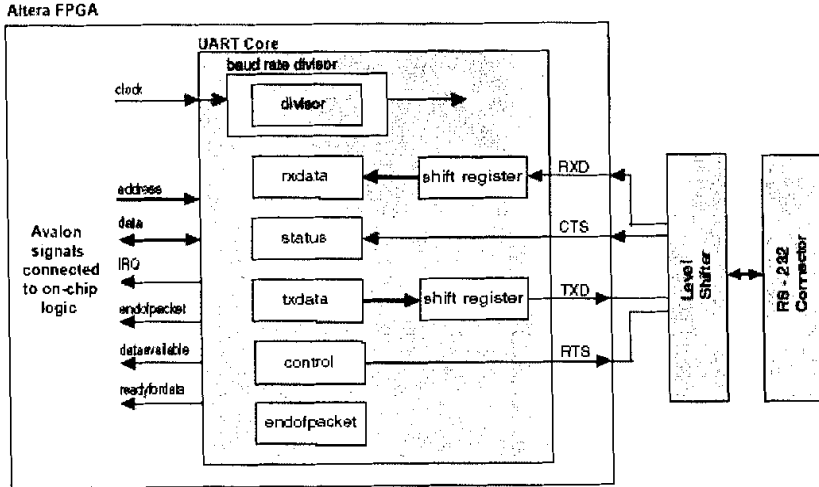 Altera FPGA
UART Core
baud rate divisor
clock
divisor
rxdata
shift register
RXD
address
data
Avalon
signals
connected
to on-chip
logic
status
CTS
IRQ
txdata
shift register
TXD
endofpacket
dataavailable
control
RTS
readyfordata
endofpacket
Level
Shifter
RS - 232
Connector